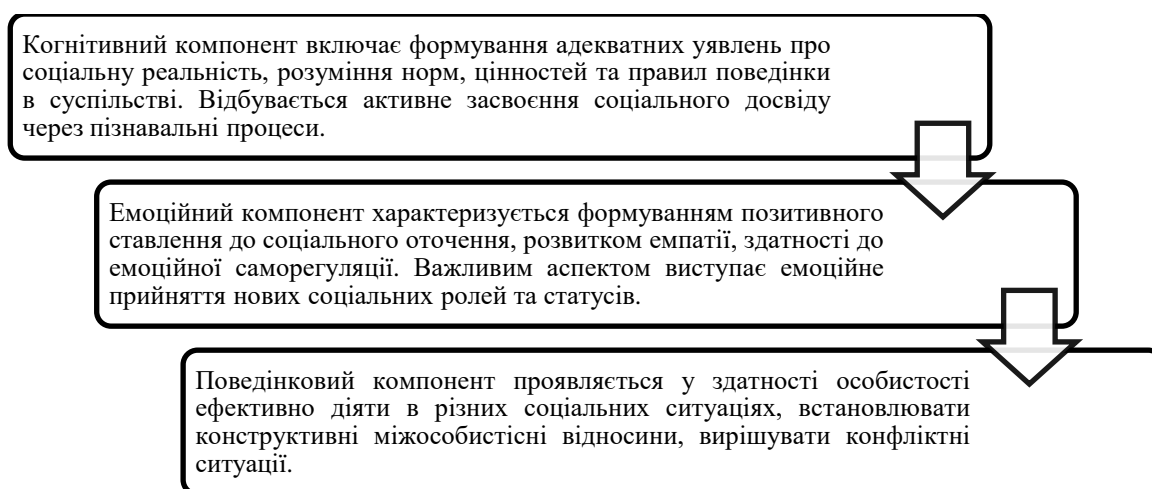 Когнітивний компонент включає формування адекватних уявлень про
соціальну реальність, розуміння норм, цінностей та правил поведінки
в суспільстві. Відбувається активне засвоєння соціального досвіду
через пізнавальні процеси.
Емоційний компонент характеризується формуванням позитивного
ставлення до соціального оточення, розвитком емпатії, здатності до
емоційної саморегуляції. Важливим аспектом виступає емоційне
прийняття нових соціальних ролей та статусів.
Поведінковий компонент проявляється у здатності особистості
ефективно діяти в різних соціальних ситуаціях, встановлювати
конструктивні міжособистісні відносини, вирішувати конфліктні
ситуації.